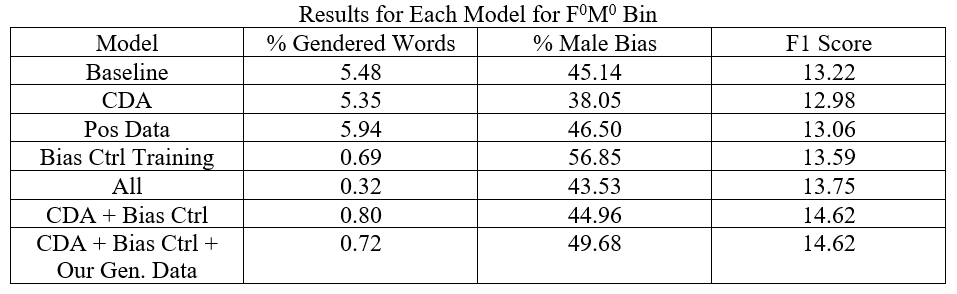 Results for Each Model for F⁰M⁰ Bin
Model % Gendered Words % Male Bias F1 Score
Baseline 5.48 45.14 13.22
CDA 5.35 38.05 12.98
Pos Data 5.94 46.50 13.06
Bias Ctrl Training 0.69 56.85 13.59
All 0.32 43.53 13.75
CDA + Bias Ctrl 0.80 44.96 14.62
CDA + Bias Ctrl + 0.72 49.68 14.62
Our Gen. Data